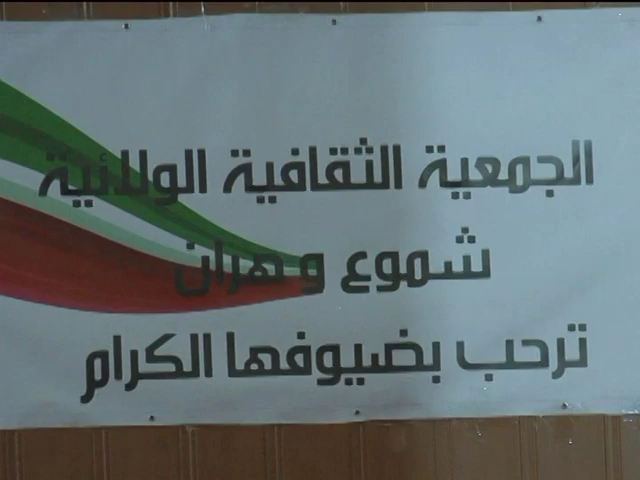 الجمعية الثقافية الولائية
شموع وهران
ترحب بضيوفها الكرام